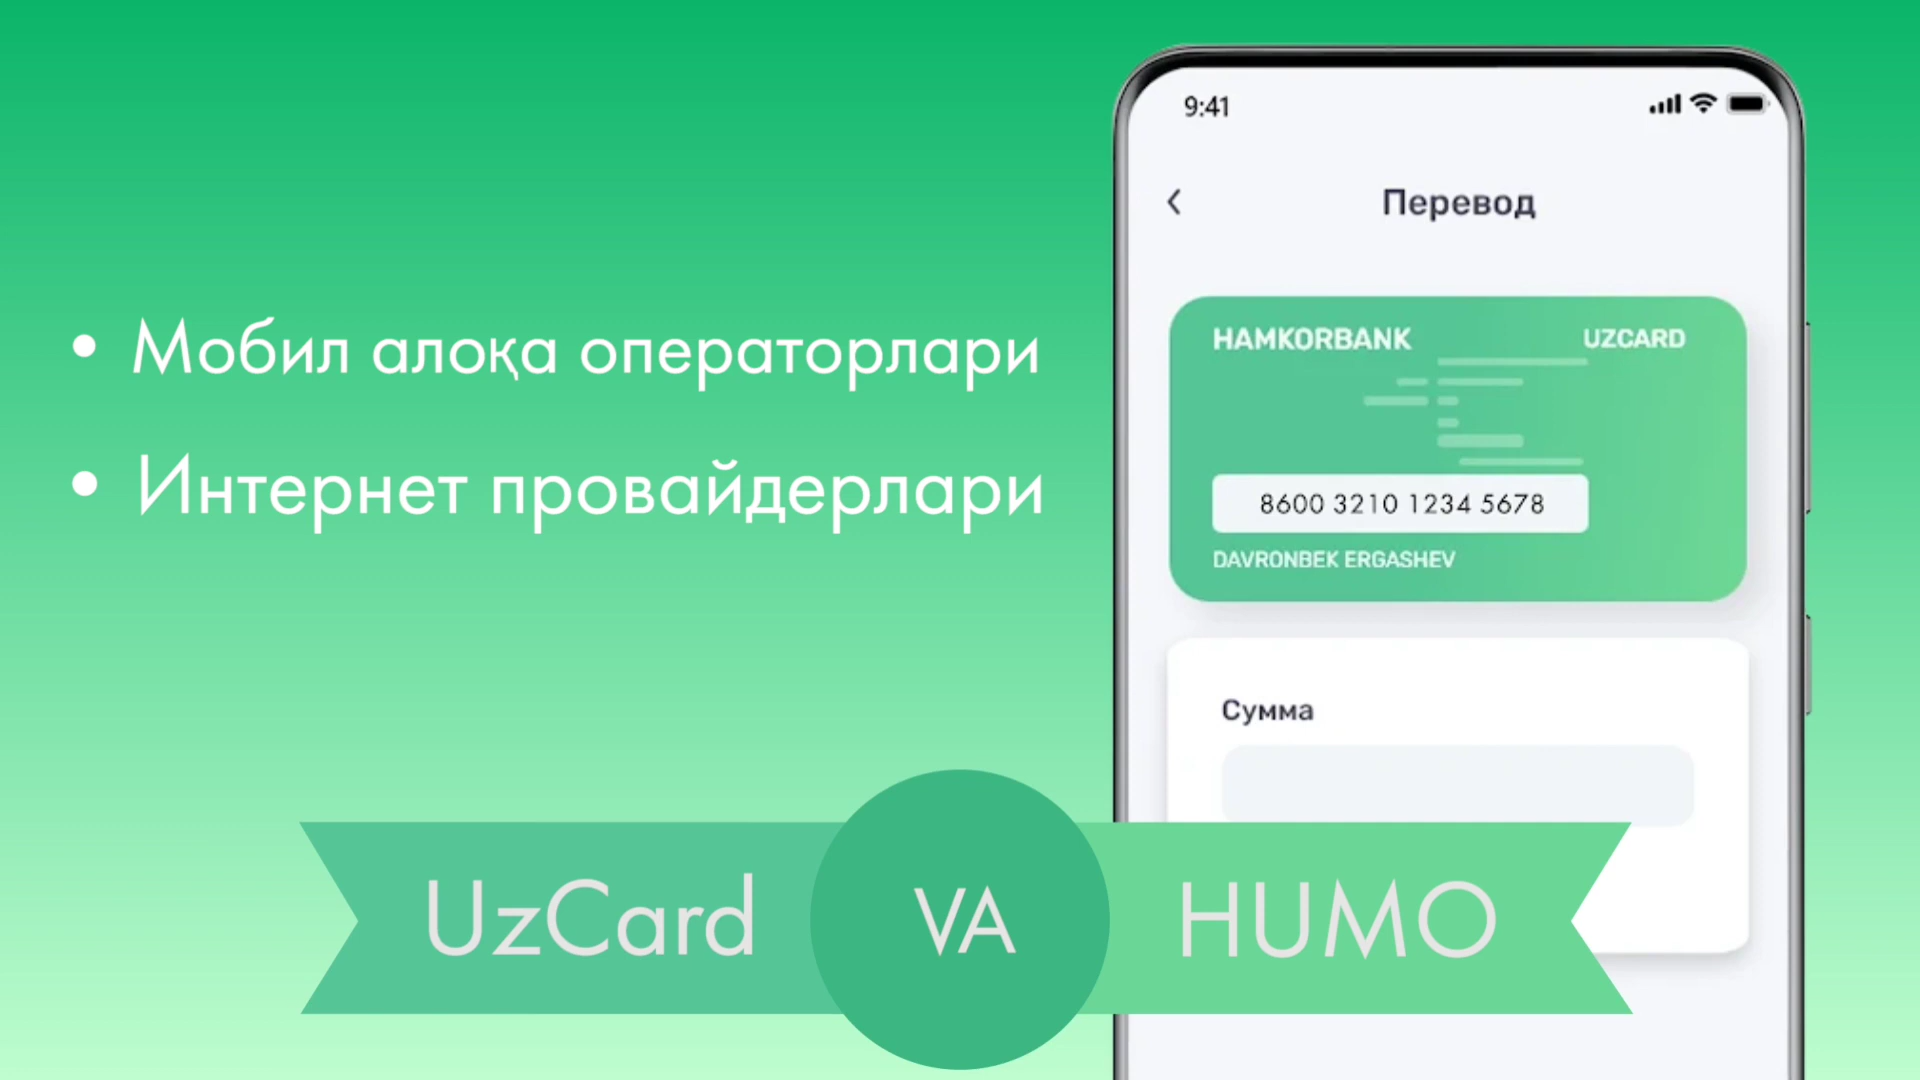 • Мобил алоқа операторлари
• Интернет провайдерлари
9:41
Перевод
HAMKORBANK UZCARD
8600 3210 1234 5678
DAVRONBEK ERGASHEV
Сумма
UzCard VA HUMO